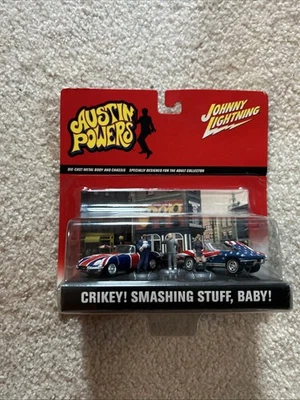 AUSTIN
POWERS
JOHNNY
LIGHTNING
DIE-CAST METAL BODY AND CHASSIS SPECIALLY DESIGNED FOR THE ADULT COLLECTOR
CRIKEY! SMASHING STUFF, BABY!